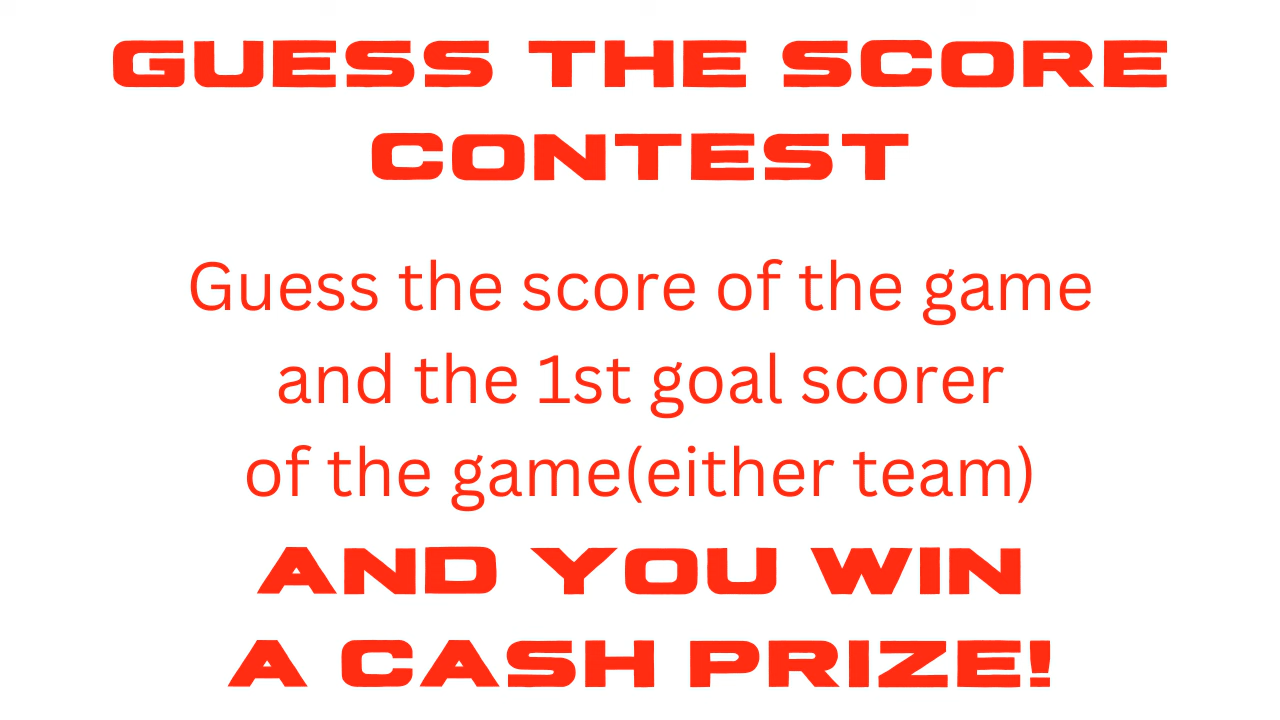 GUESS THE SCORE
CONTEST
Guess the score of the game
and the 1st goal scorer
of the game(either team)
AND YOU WIN
A CASH PRIZE!